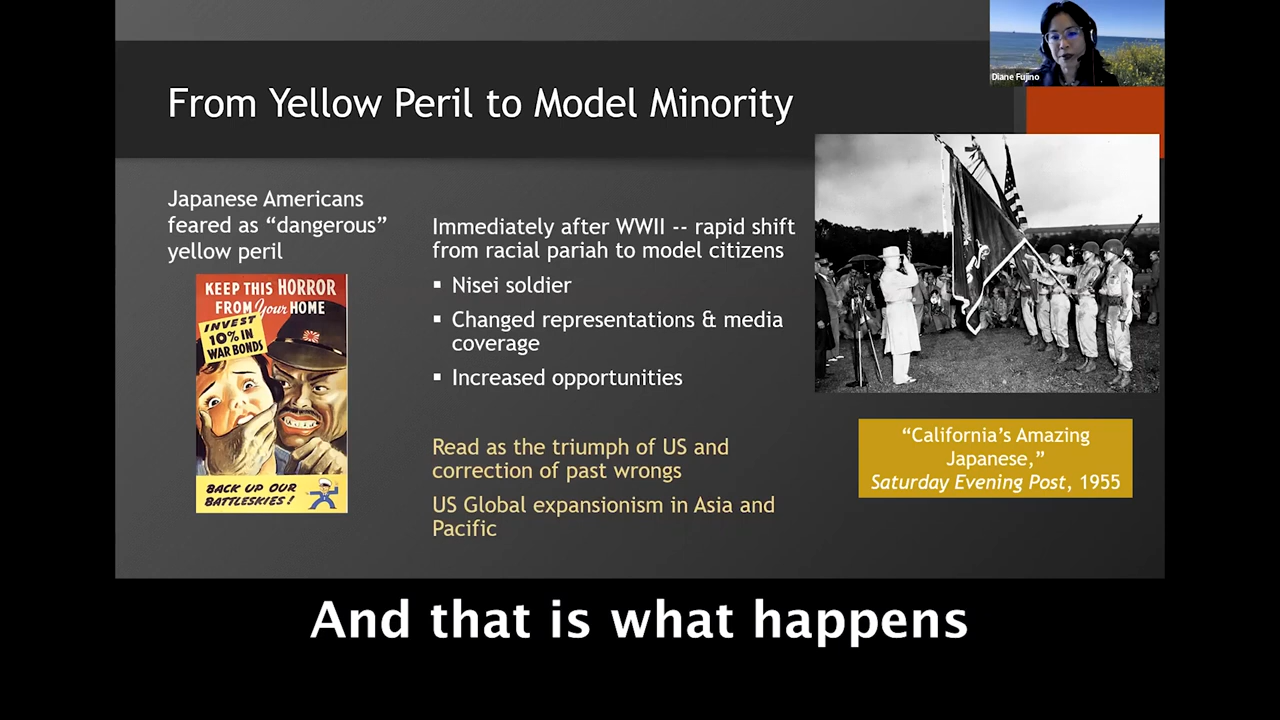 Diane Fujino
From Yellow Peril to Model Minority
Japanese Americans
feared as “dangerous”
yellow peril
KEEP THIS HORROR
FROM Your HOME
INVEST
10% IN
WAR BONDS
BACK UP OUR
BATTLESKIES!
Immediately after WWII -- rapid shift
from racial pariah to model citizens
▪ Nisei soldier
▪ Changed representations & media
coverage
▪ Increased opportunities
Read as the triumph of US and
correction of past wrongs
US Global expansionism in Asia and
Pacific
“California’s Amazing
Japanese,”
Saturday Evening Post, 1955
And that is what happens